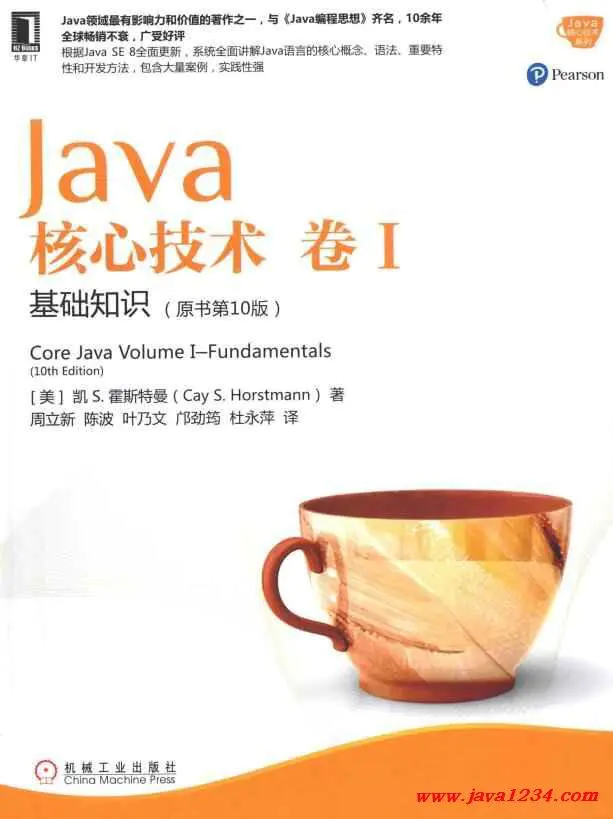 HZ BOOKS
华章IT
Java领域最有影响力和价值的著作之一，与《Java编程思想》齐名，10余年
全球畅销不衰，广受好评
根据Java SE 8全面更新，系统全面讲解Java语言的核心概念、语法、重要特
性和开发方法，包含大量案例，实践性强
Java
核心技术
系列
Pearson
Java
核心技术 卷 I
基础知识（原书第10版）
Core Java Volume I–Fundamentals
(10th Edition)
［美］凯 S. 霍斯特曼（Cay S. Horstmann）著
周立新 陈波 叶乃文 邝劲筠 杜永萍 译
机械工业出版社
China Machine Press
www.java1234.com